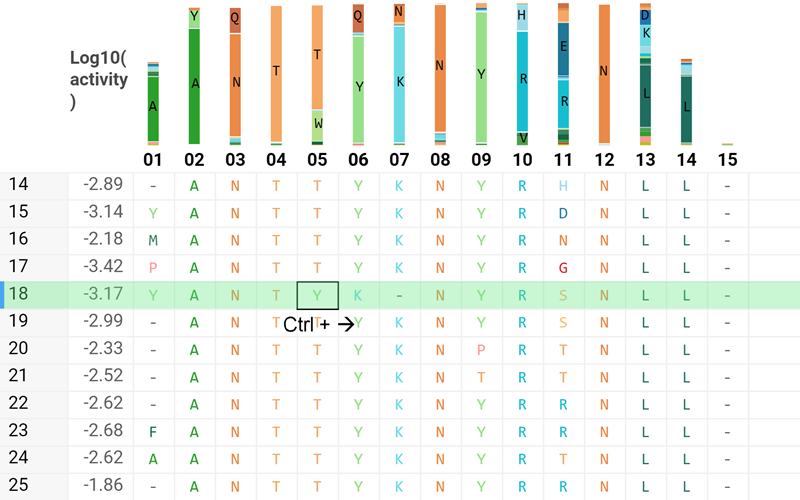 Log10(
activity
)
A
Y
A
Q
N
T
T
W
Q
Y
N
K
N
Y
H
R
V
E
R
N
D
K
L
L
01 02 03 04 05 06 07 08 09 10 11 12 13 14 15
14 -2.89 - A N T T Y K N Y R H N L L -
15 -3.14 Y A N T T Y K N Y R D N L L -
16 -2.18 M A N T T Y K N Y R N N L L -
17 -3.42 P A N T T Y K N Y R G N L L -
18 -3.17 Y A N T Y K - N Y R S N L L -
19 -2.99 - A N T T Y K N Y R S N L L -
Ctrl + →
20 -2.33 - A N T T Y K N P R T N L L -
21 -2.52 - A N T T Y K N T R T N L L -
22 -2.62 - A N T T Y K N Y R R N L L -
23 -2.68 F A N T T Y K N Y R R N L L -
24 -2.62 A A N T T Y K N Y R T N L L -
25 -1.86 - A N T T Y K N Y R R N L L -